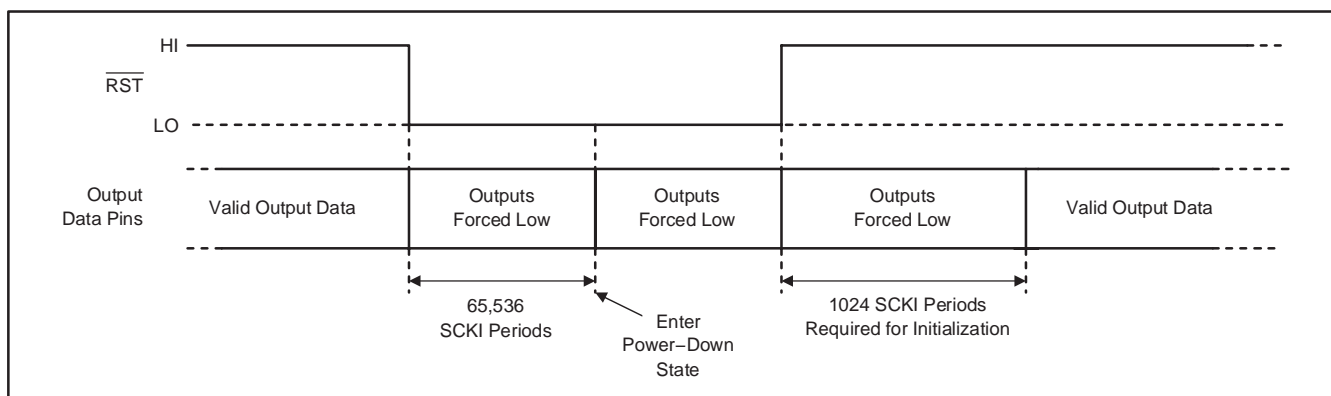 HI
RST
LO
Output
Data Pins
Valid Output Data
Outputs
Forced Low
Outputs
Forced Low
Outputs
Forced Low
Valid Output Data
65,536
SCKI Periods
Enter
Power−Down
State
1024 SCKI Periods
Required for Initialization